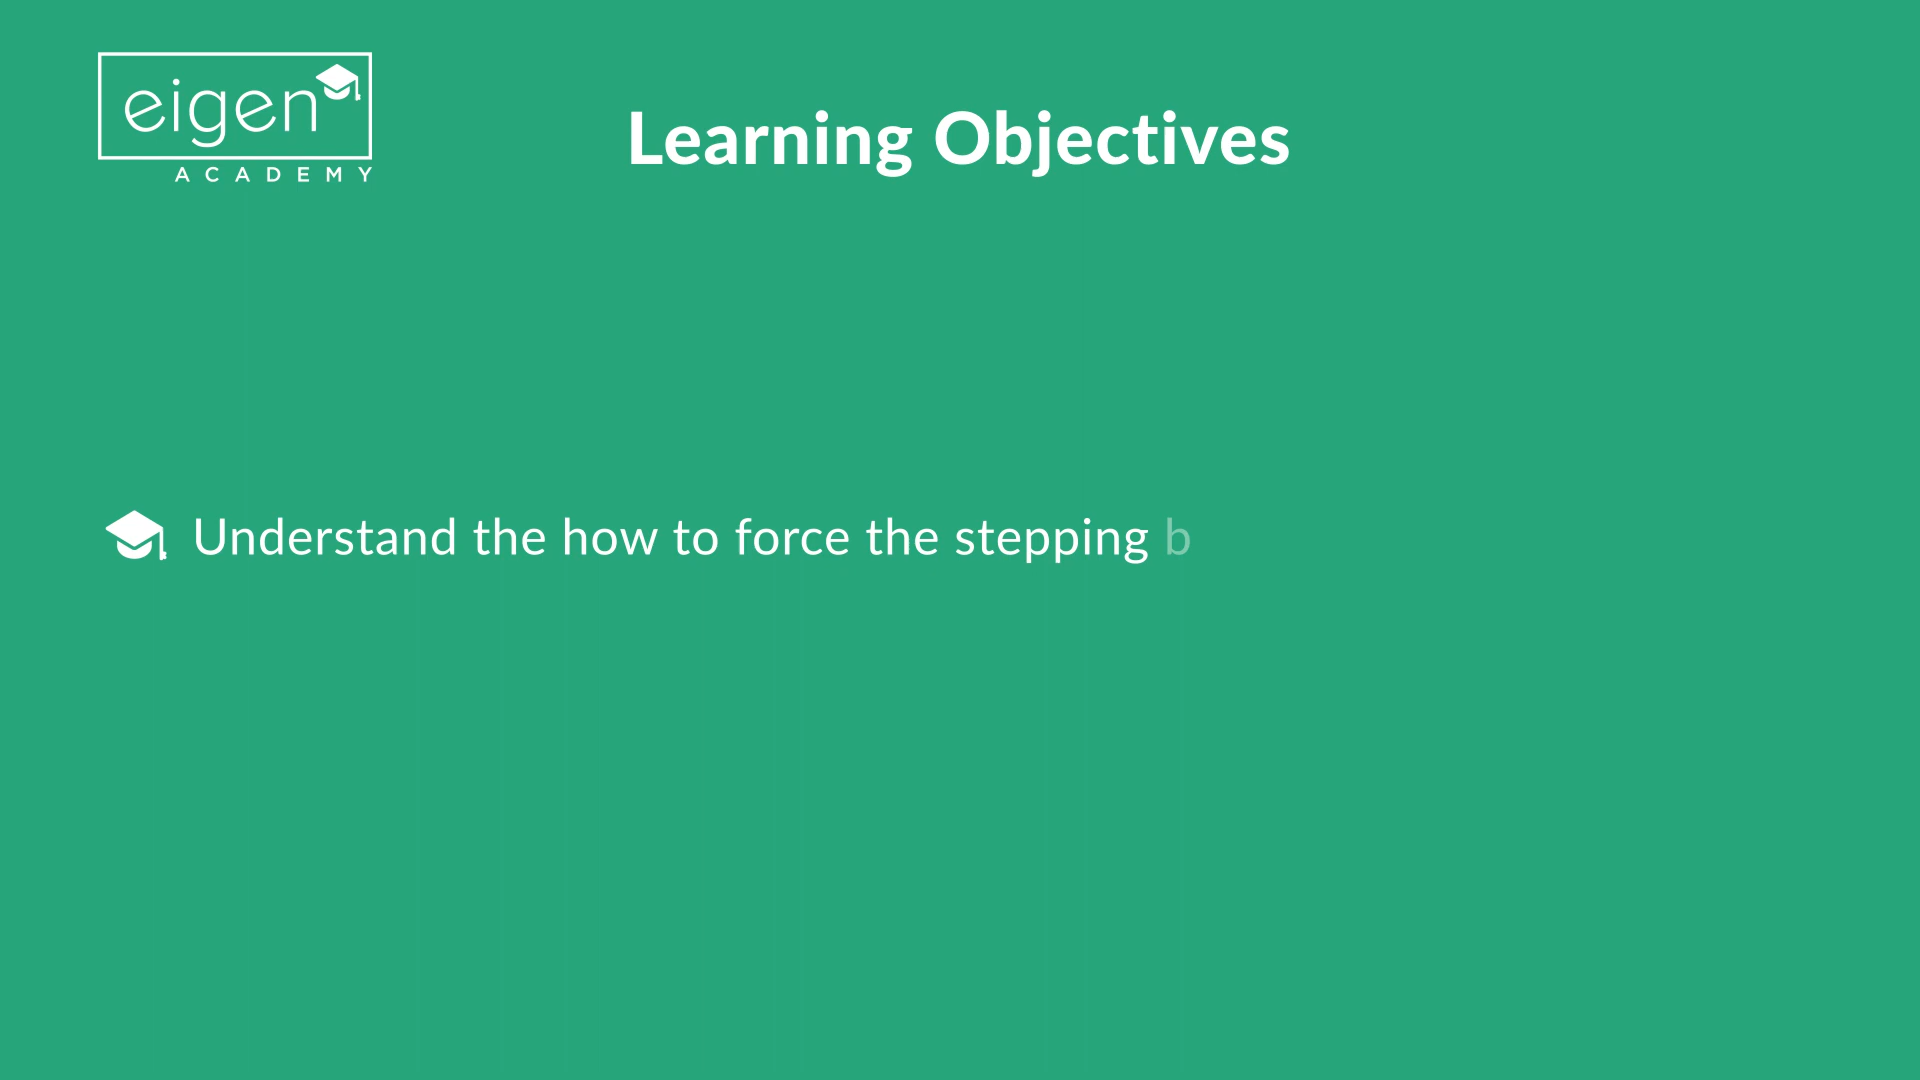 eigen
ACADEMY
Learning Objectives
Understand the how to force the stepping b